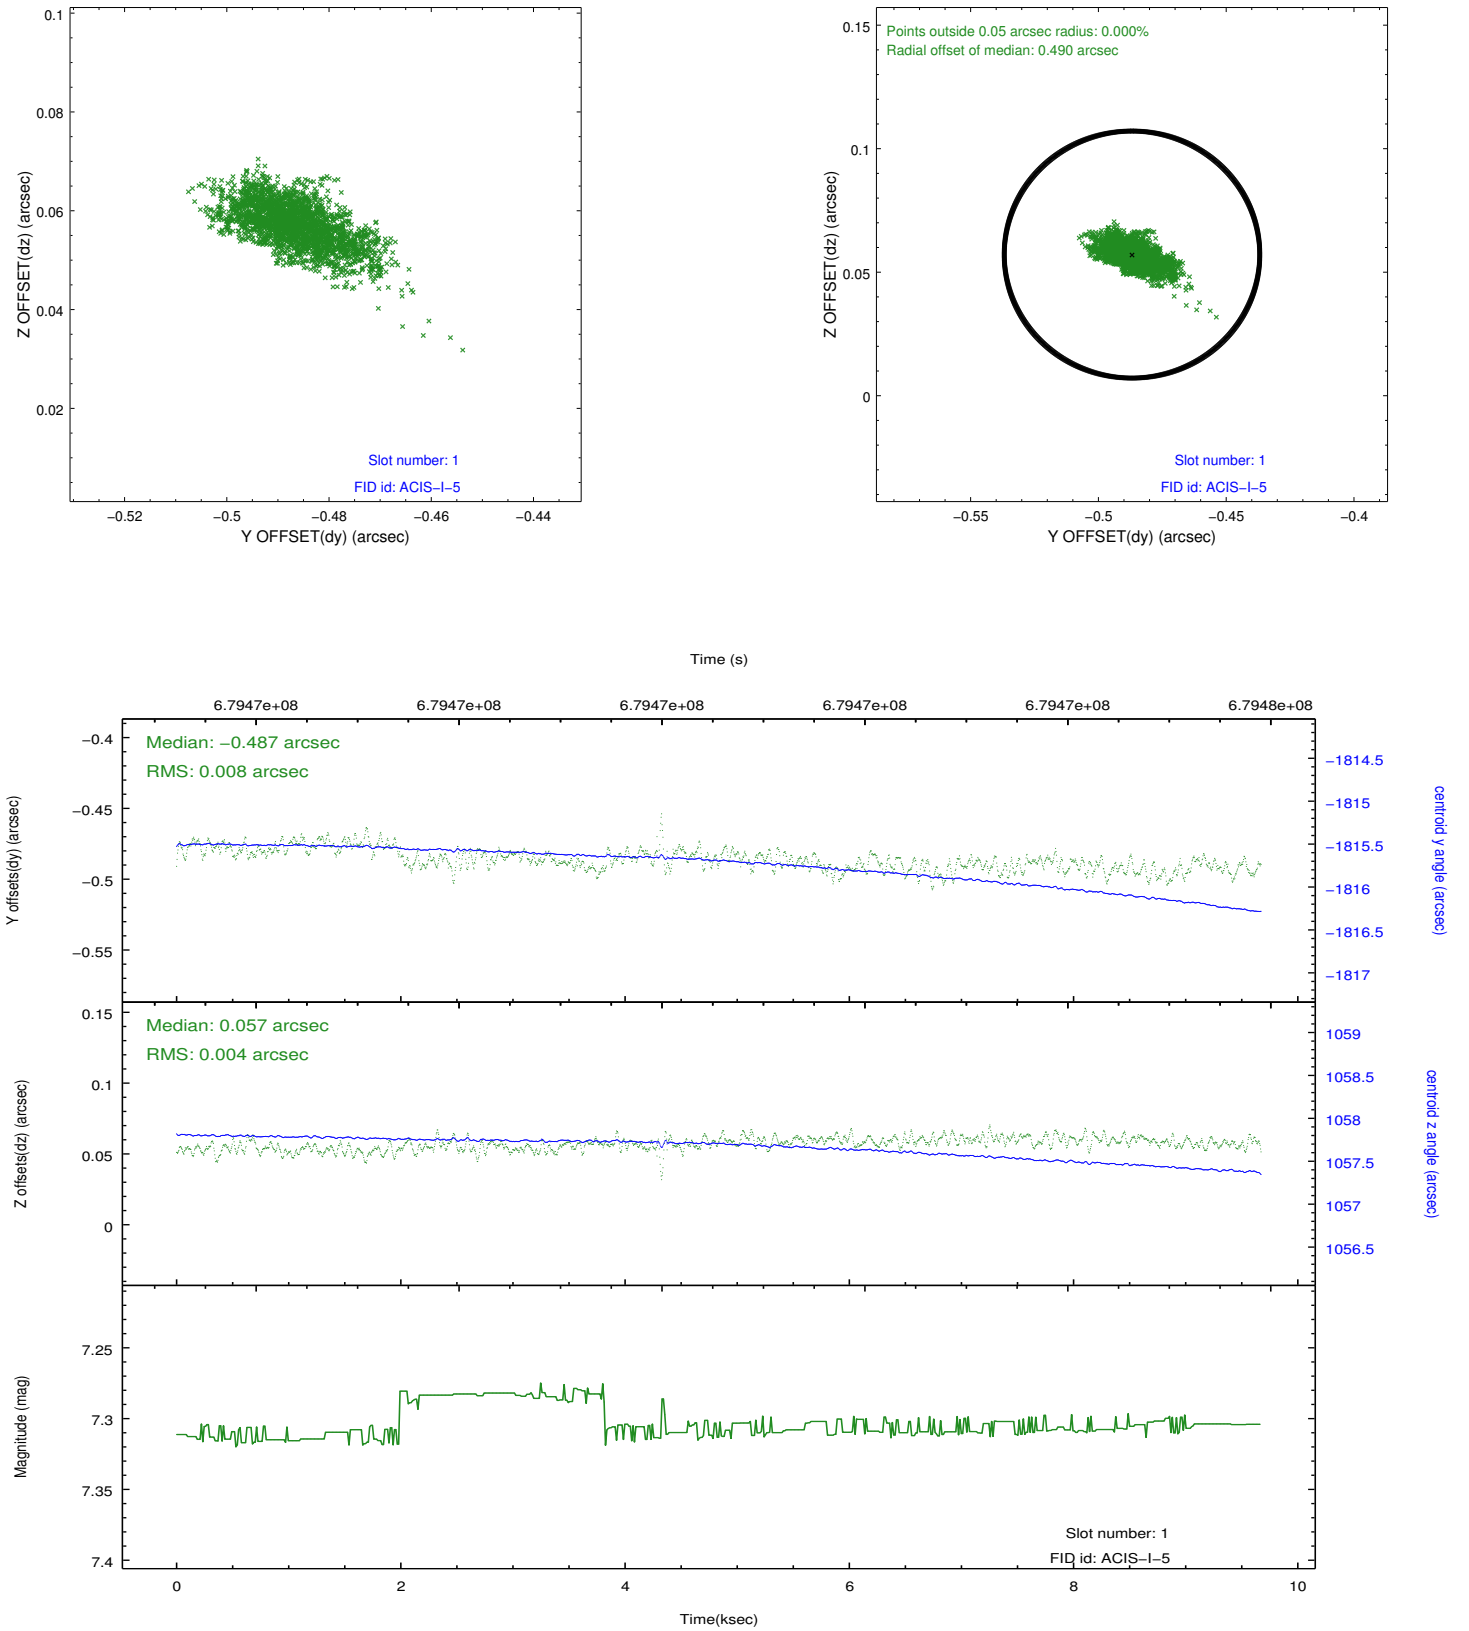 0.1
0.08
0.06
0.04
0.02
Z OFFSET(dz) (arcsec)
Slot number: 1
FID id: ACIS−I−5
−0.52 −0.5 −0.48 −0.46 −0.44
Y OFFSET(dy) (arcsec)
Points outside 0.05 arcsec radius: 0.000%
Radial offset of median: 0.490 arcsec
0.15
0.1
0.05
0
Z OFFSET(dz) (arcsec)
Slot number: 1
FID id: ACIS−I−5
−0.55 −0.5 −0.45 −0.4
Y OFFSET(dy) (arcsec)
Time (s)
6.7947e+08 6.7947e+08 6.7947e+08 6.7947e+08 6.7947e+08 6.7948e+08
Median: −0.487 arcsec
RMS: 0.008 arcsec
−0.4
−0.45
−0.5
−0.55
Y offsets(dy) (arcsec)
−1814.5
−1815
−1815.5
−1816
−1816.5
−1817
centroid y angle (arcsec)
Median: 0.057 arcsec
RMS: 0.004 arcsec
0.15
0.1
0.05
0
Z offsets(dz) (arcsec)
1059
1058.5
1058
1057.5
1057
1056.5
centroid z angle (arcsec)
7.25
7.3
7.35
7.4
Magnitude (mag)
Slot number: 1
FID id: ACIS−I−5
0 2 4 6 8 10
Time(ksec)